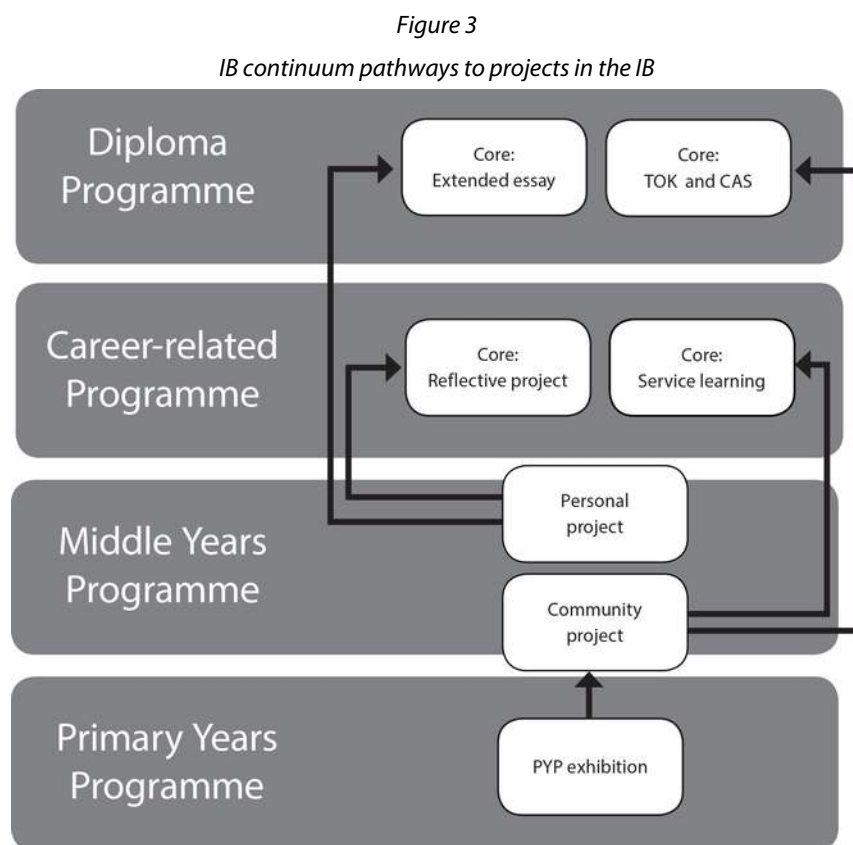 Figure 3
IB continuum pathways to projects in the IB
Diploma
Programme
Core:
Extended essay
Core:
TOK and CAS
Career-related
Programme
Core:
Reflective project
Core:
Service learning
Middle Years
Programme
Personal
project
Community
project
Primary Years
Programme
PYP exhibition